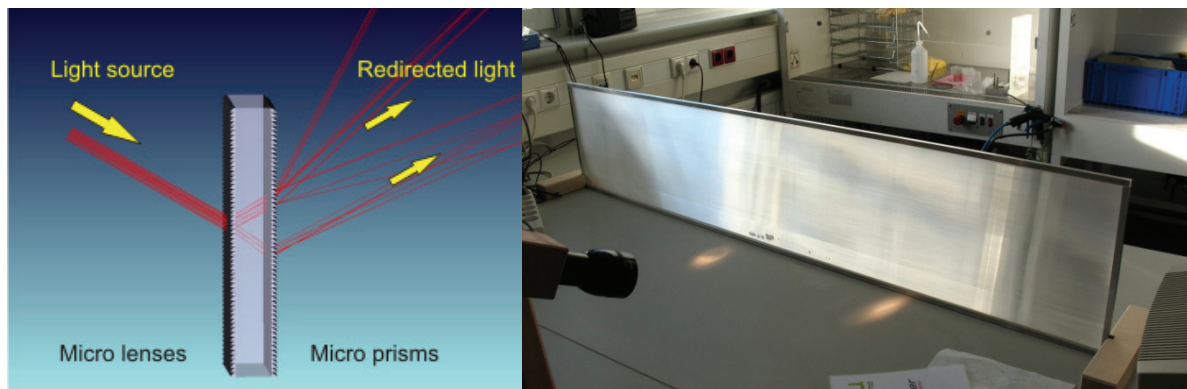 Light source
Redirected light
Micro lenses
Micro prisms